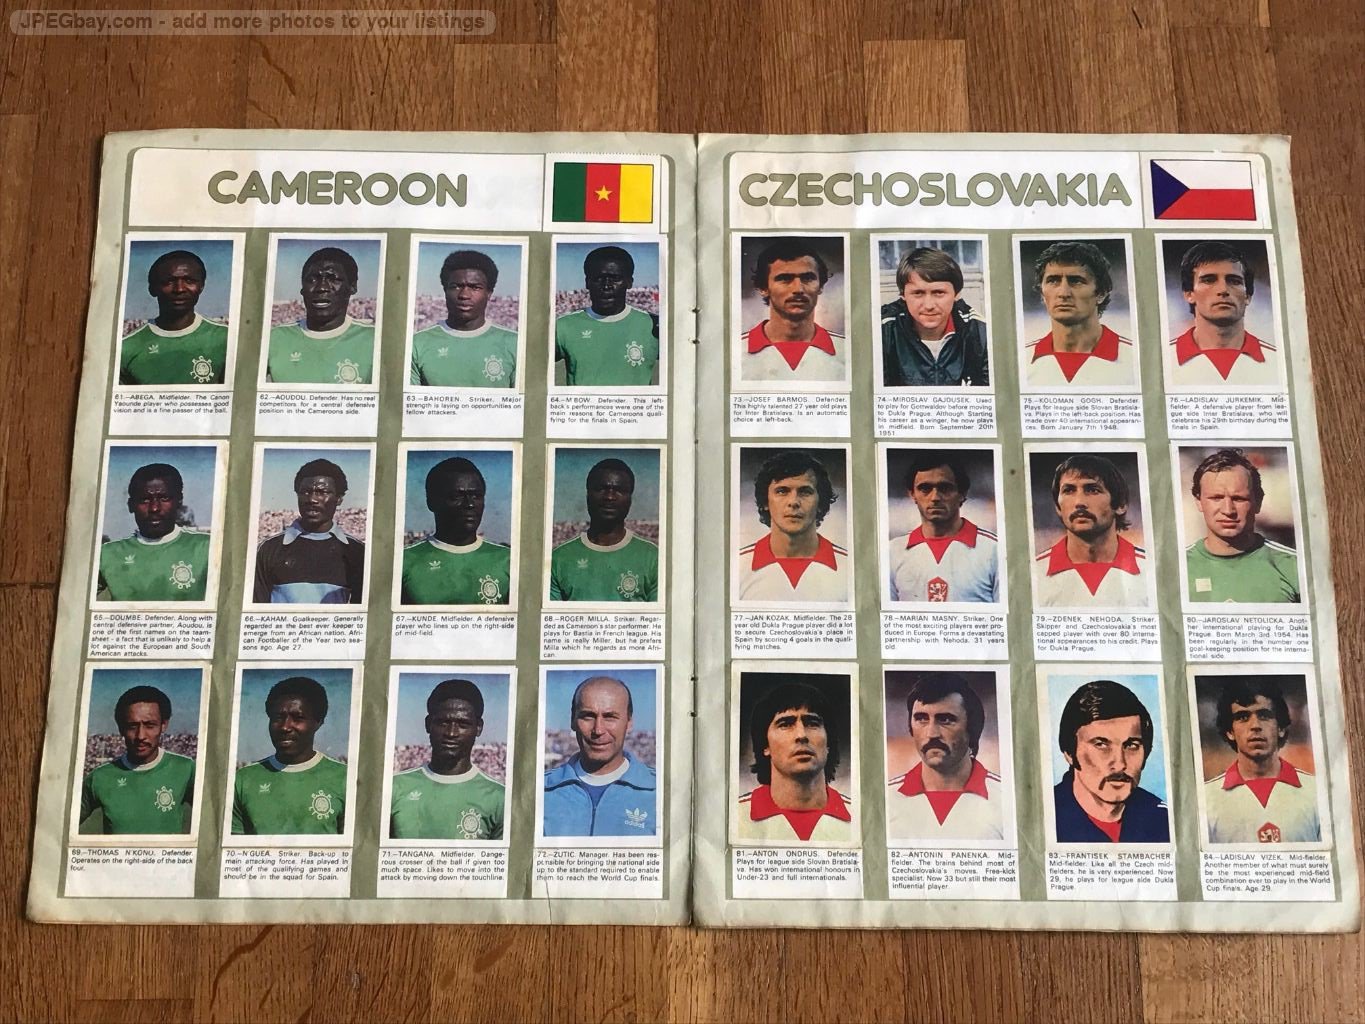 JPEGbay.com - add more photos to your listings
CAMEROON
61.—ABEGA. Midfielder. The Canon
Yaounde player who possesses good
vision and is a fine passer of the ball.
62.—AOUDOU. Defender. Has no real
competitors for a central defensive
position in the Cameroons side.
63.—BAHOREN. Striker. Major
strength is laying on opportunities on
fellow attackers.
64.—M'BOW. Defender. This left-
back's performances were one of the
main reasons for Cameroons quali-
fying for the finals in Spain.
65.—DOUMBE. Defender. Along with
central defensive partner, Aoudou, is
one of the first names on the team-
sheet - a fact that is unlikely to help a
lot against the European and South
American attacks.
66.—KAHAM. Goalkeeper. Generally
regarded as the best ever keeper to
emerge from an African nation. Afri-
can Footballer of the Year two sea-
sons ago. Age 27.
67.—KUNDE. Midfielder. A defensive
player who lines up on the right-side
of mid-field.
68.—ROGER MILLA. Striker. Regar-
ded as Cameroon's star performer. He
plays for Bastia in French league. His
name is really Miller, but he prefers
Milla which he regards as more Afri-
can.
69.—THOMAS N'KONU. Defender.
Operates on the right-side of the back
four.
70.—N'GUEA. Striker. Back-up to
main attacking force. Has played in
most of the qualifying games and
should be in the squad for Spain.
71.—TANGANA. Midfielder. Dange-
rous crosser of the ball if given too
much space. Likes to move into the
attack by moving down the touchline.
72.—ZUTIC. Manager. Has been res-
ponsible for bringing the national side
up to the standard required to enable
them to reach the World Cup finals.
adidas
CZECHOSLOVAKIA
73.—JOSEF BARMOS. Defender.
This highly talented 27 year old plays
for Inter Bratislava. Is an automatic
choice at left-back.
74.—MIROSLAV GAJDUSEK. Used
to play for Gottwaldov before moving
to Dukla Prague. Although Starting
his career as a winger, he now plays
in midfield. Born September 20th
1951.
75.—KOLOMAN GOGH. Defender.
Plays for league side Slovan Bratisla-
va. Plays in the left-back position. Has
made over 40 international appearan-
ces. Born January 7th 1948.
76.—LADISLAV JURKEMIK. Mid-
fielder. A defensive player from lea-
gue side Inter Bratislava, who will
celebrate his 29th birthday during the
finals in Spain.
77.—JAN KOZAK. Midfielder. The 28
year old Dukla Prague player did a lot
to secure Czechoslovakia's place in
Spain by scoring 4 goals in the quali-
fying matches.
78.—MARIAN MASNY. Striker. One
of the most exciting players ever pro-
duced in Europe. Forms a devastating
partnership with Nehoda. 31 years
old.
79.—ZDENEK NEHODA. Striker.
Skipper and Czechoslovakia's most
capped player with over 80 interna-
tional appearances to his credit. Plays
for Dukla Prague.
80.—JAROSLAV NETOLICKA. Anot-
her international playing for Dukla
Prague. Born March 3rd 1954. Has
been regularly in the number one
goal-keeping position for the interna-
tional side.
81.—ANTON ONDRUS. Defender.
Plays for league side Slovan Bratisla-
va. Has won international honours in
Under-23 and full internationals.
82.—ANTONIN PANENKA. Mid-
fielder. The brains behind most of
Czechoslovakia's moves. Free-kick
specialist. Now 33 but still their most
influential player.
83.—FRANTISEK STAMBACHER.
Midfielder. Like all the Czech mid-
fielders, he is very experienced. Now
29, he plays for league side Dukla
Prague.
84.—LADISLAV VIZEK. Mid-fielder.
Another member of what must surely
be the most experienced mid-field
combination ever to play in the World
Cup finals. Age 29.